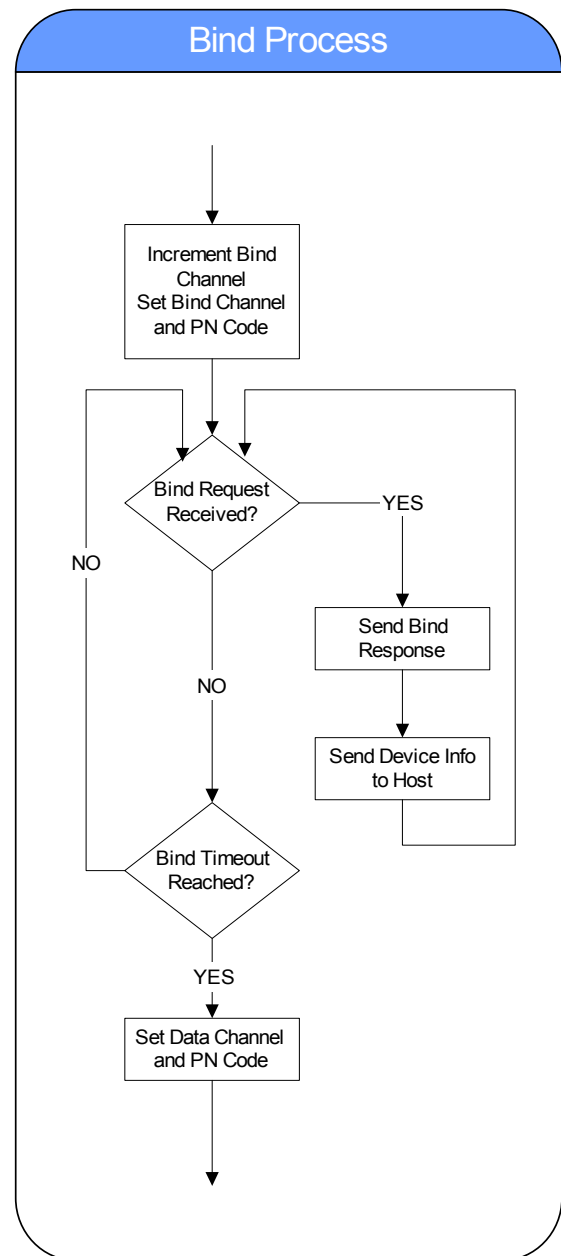 Bind Process
Increment Bind
Channel
Set Bind Channel
and PN Code
Bind Request
Received?
YES
NO
Send Bind
Response
NO
Send Device Info
to Host
Bind Timeout
Reached?
YES
Set Data Channel
and PN Code